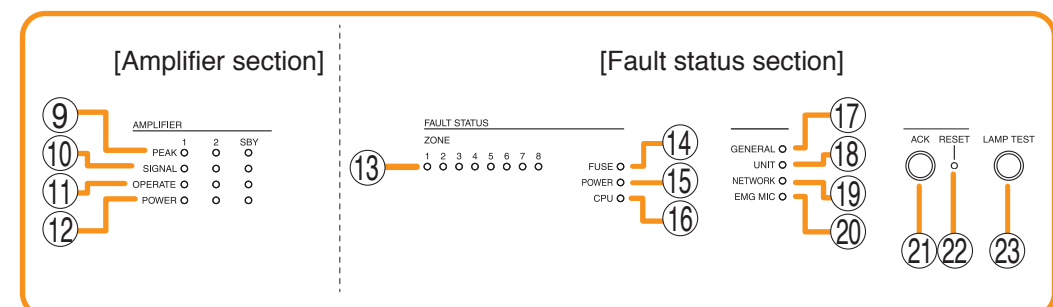 [Amplifier section]
AMPLIFIER
1 2 SBY
⑨ PEAK
⑩ SIGNAL
⑪ OPERATE
⑫ POWER
[Fault status section]
FAULT STATUS
ZONE
⑬ 1 2 3 4 5 6 7 8
FUSE ⑭
POWER ⑮
CPU ⑯
GENERAL ⑰
UNIT ⑱
NETWORK ⑲
EMG MIC ⑳
ACK RESET LAMP TEST
㉑ ㉒ ㉓